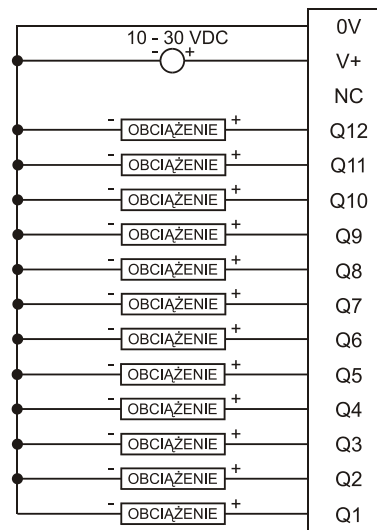 0V
10 - 30 VDC
- + V+
NC
- OBCIĄŻENIE + Q12
- OBCIĄŻENIE + Q11
- OBCIĄŻENIE + Q10
- OBCIĄŻENIE + Q9
- OBCIĄŻENIE + Q8
- OBCIĄŻENIE + Q7
- OBCIĄŻENIE + Q6
- OBCIĄŻENIE + Q5
- OBCIĄŻENIE + Q4
- OBCIĄŻENIE + Q3
- OBCIĄŻENIE + Q2
- OBCIĄŻENIE + Q1